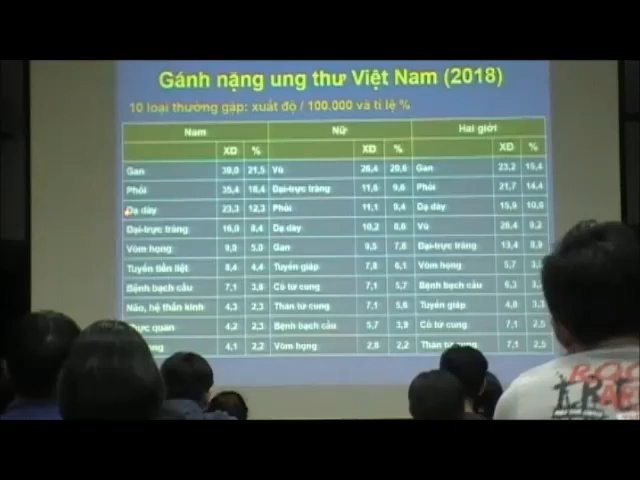 Gánh nặng ung thư Việt Nam (2018)
10 loại thường gặp: xuất độ / 100.000 và tỉ lệ %
Nam Nữ Hai giới
XĐ % XĐ % XĐ %
Gan 39,0 21,5 Vú 26,4 20,6 Gan 23,2 15,4
Phổi 35,4 18,4 Đại-trực tràng 11,6 9,6 Phổi 21,7 14,4
Dạ dày 23,3 12,3 Phổi 11,1 9,4 Dạ dày 15,9 10,6
Đại-trực tràng 16,0 8,4 Dạ dày 10,2 8,6 Vú 26,4 9,2
Vòm họng 9,0 5,0 Gan 9,5 7,8 Đại-trực tràng 13,4 8,9
Tuyến tiền liệt 8,4 4,4 Tuyến giáp 7,8 6,1 Vòm họng 5,7
Bệnh bạch cầu 7,1 3,8 Cổ tử cung 7,1 5,7 Bệnh bạch cầu 6,3
Não, hệ thần kinh 4,3 2,3 Thân tử cung 7,1 5,6 Tuyến giáp 4,8 3,3
quản 4,2 2,3 Bệnh bạch cầu 5,7 3,9 Cổ tử cung 7,1 2,5
4,1 2,2 Vòm họng 2,8 2,2 Thân 7,1 2,5